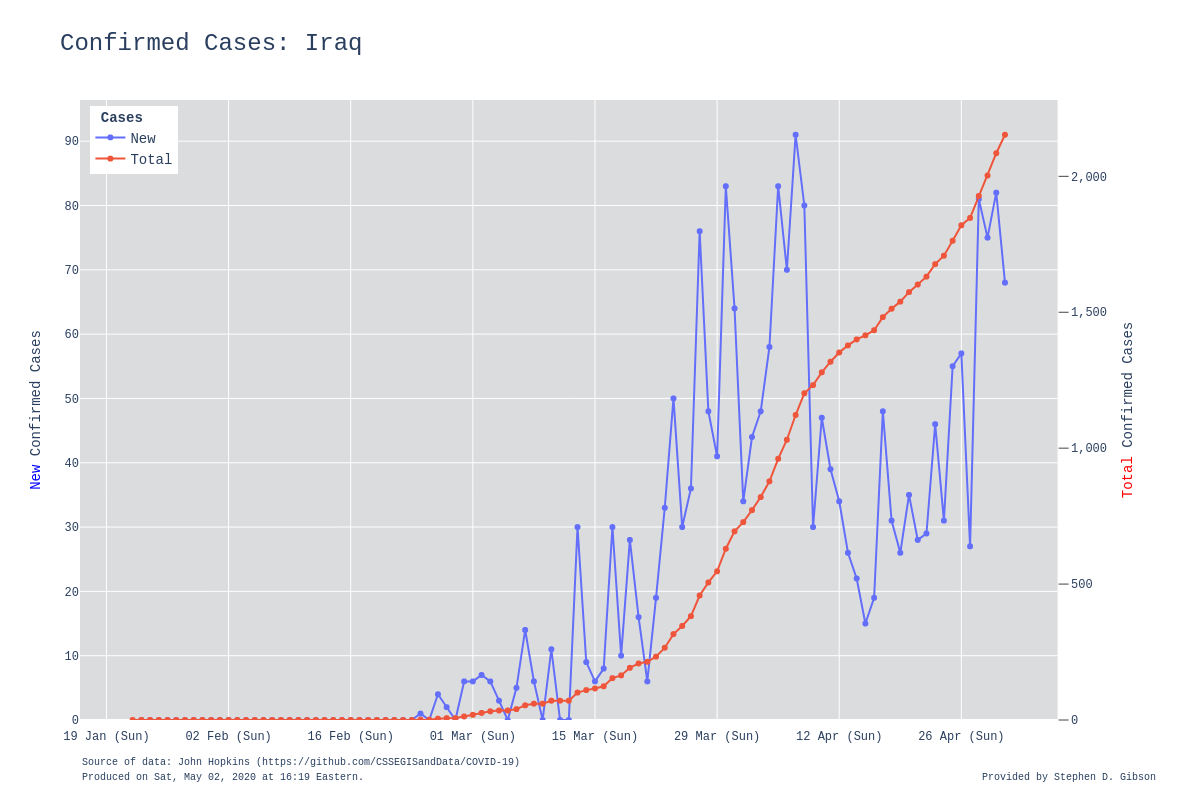 Confirmed Cases: Iraq
Cases
New
Total
90
80
70
60
50
40
30
20
10
0
New Confirmed Cases
2,000
1,500
1,000
500
0
Total Confirmed Cases
19 Jan (Sun) 02 Feb (Sun) 16 Feb (Sun) 01 Mar (Sun) 15 Mar (Sun) 29 Mar (Sun) 12 Apr (Sun) 26 Apr (Sun)
Source of data: John Hopkins (https://github.com/CSSEGISandData/COVID-19)
Produced on Sat, May 02, 2020 at 16:19 Eastern.
Provided by Stephen D. Gibson